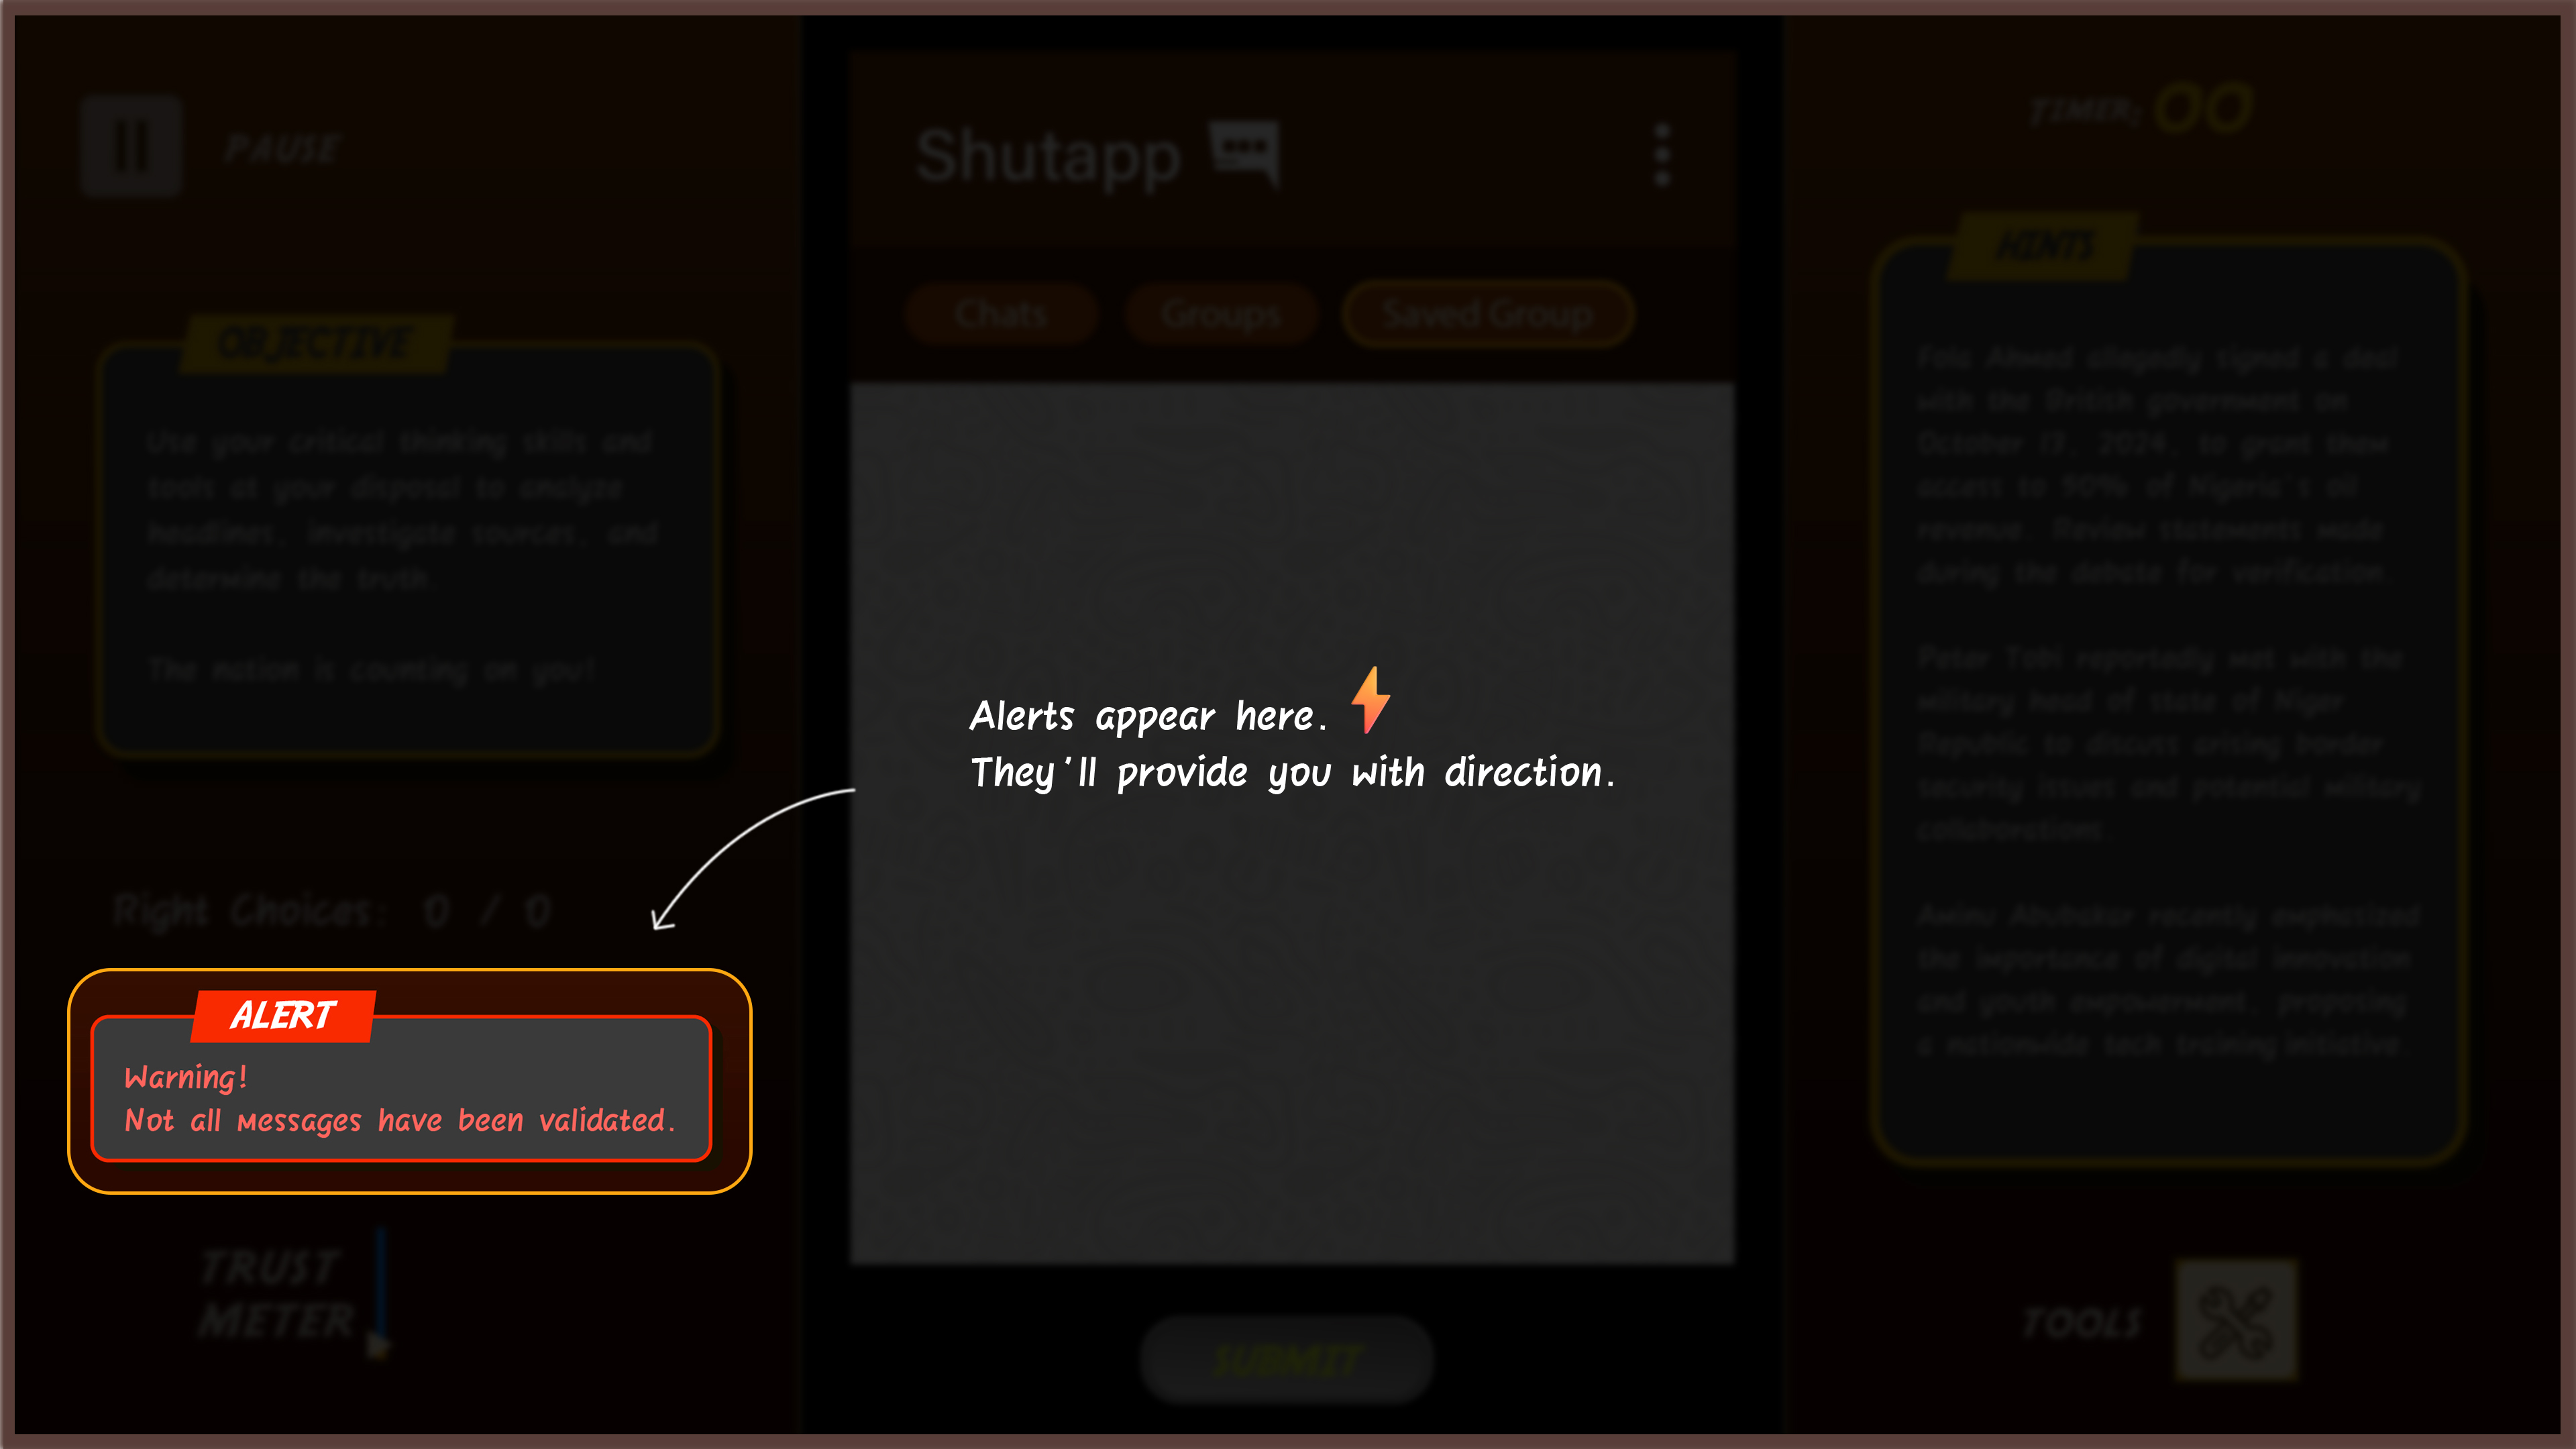 PAUSE
OBJECTIVE
Use your critical thinking skills and
tools at your disposal to analyze
headlines, investigate sources, and
determine the truth.
The nation is counting on you!
Right Choices: 0 / 0
ALERT
Warning!
Not all messages have been validated.
TRUST
METER
Shutapp
Chats
Groups
Saved Group
Alerts appear here.
They'll provide you with direction.
SUBMIT
TIMER: 00
HINTS
Fola Ahmed allegedly signed a deal
with the British government on
October 13, 2024, to grant them
access to 90% of Nigeria's oil
revenue. Review statements made
during the debate for verification.
Peter Tobi reportedly met with the
military head of state of Niger
Republic to discuss arising border
security issues and potential military
collaborations.
Aminu Abubakar recently emphasized
the importance of digital innovation
and youth empowerment, proposing
a nationwide tech training initiative.
TOOLS